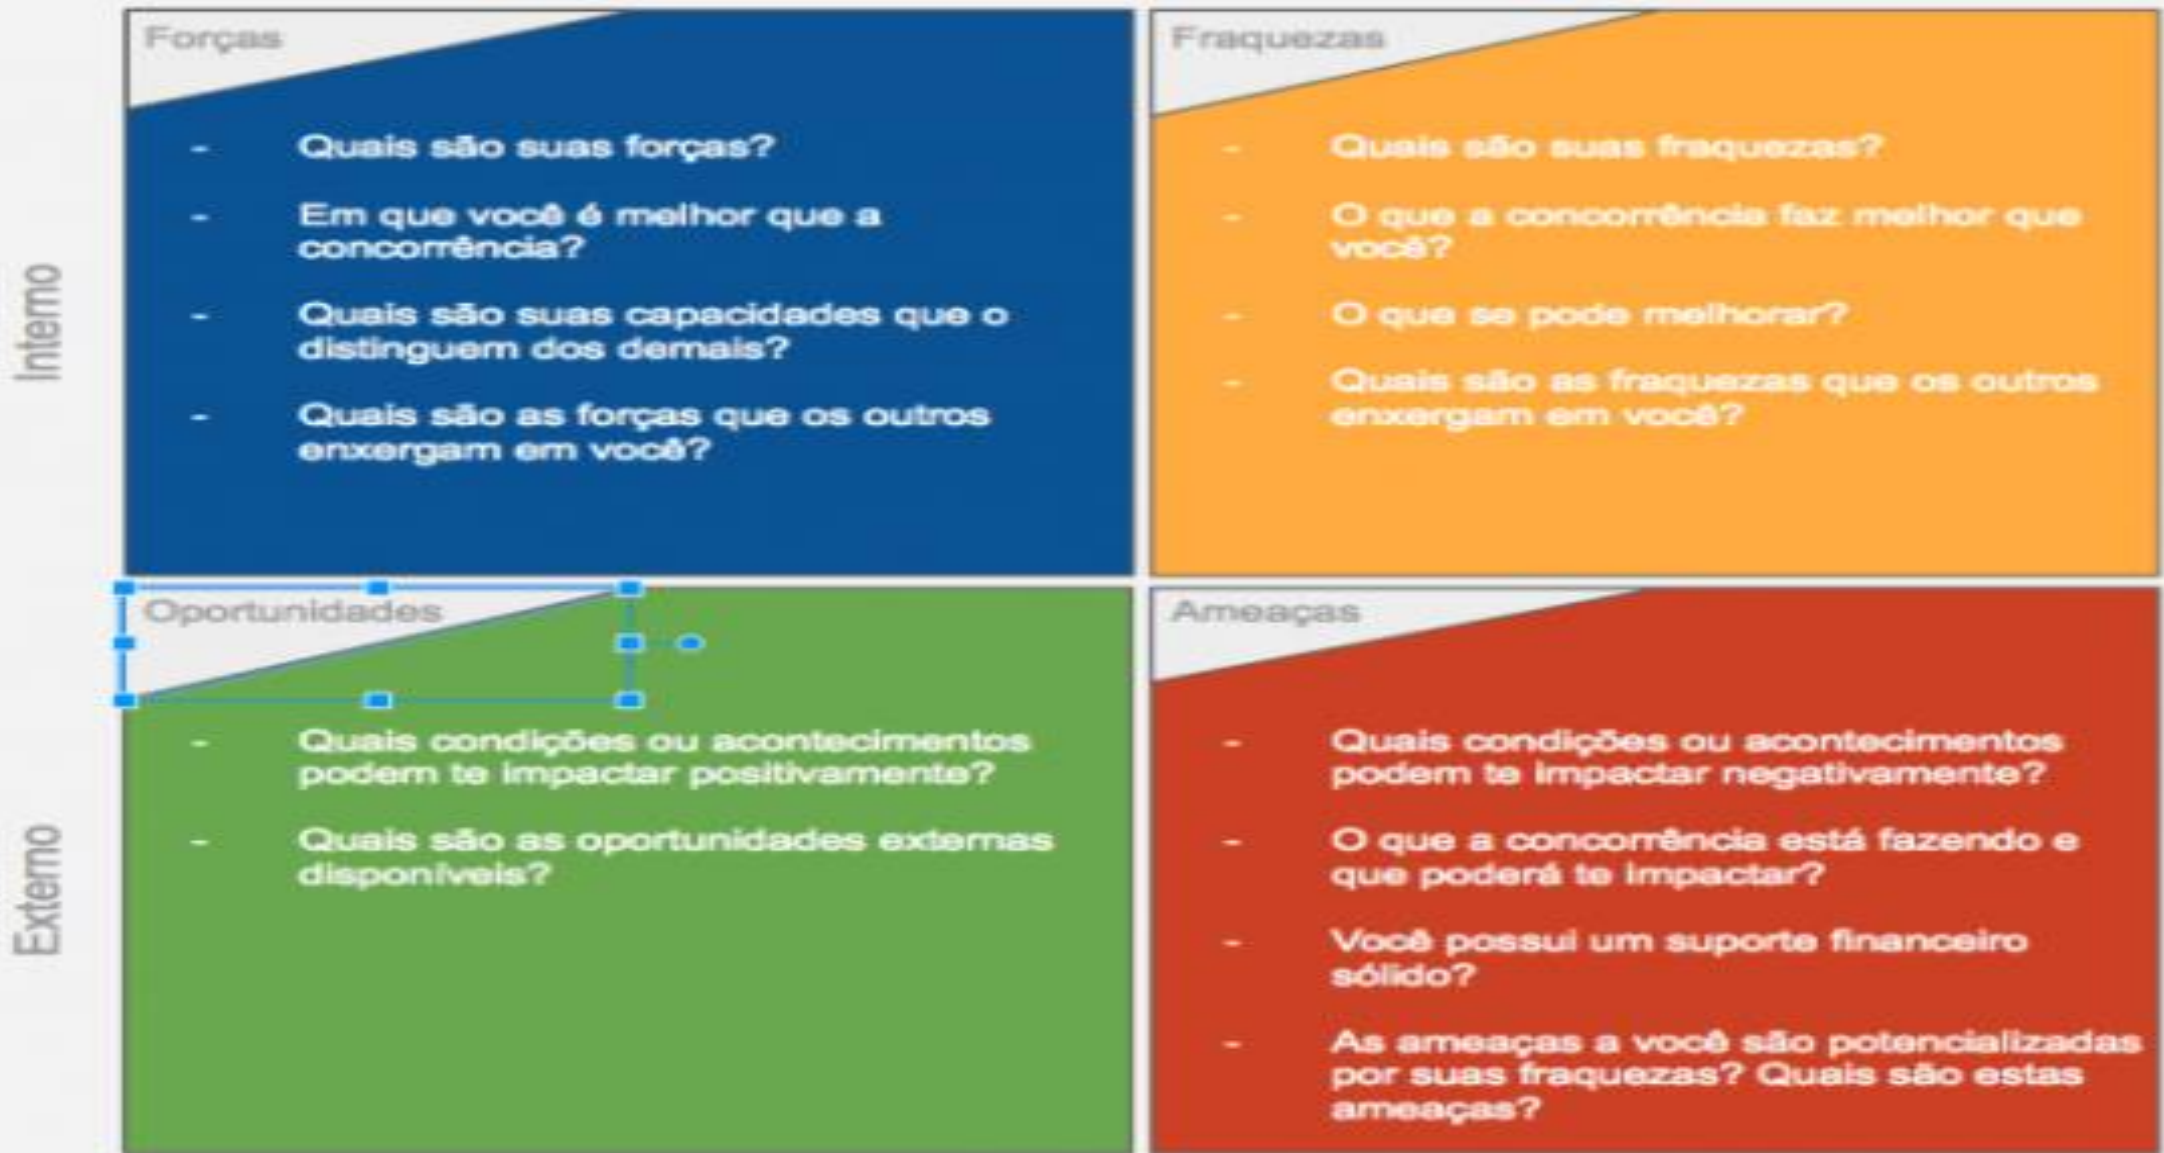 Interno
Forças
- Quais são suas forças?
- Em que você é melhor que a
concorrência?
- Quais são suas capacidades que o
distinguem dos demais?
- Quais são as forças que os outros
enxergam em você?
Fraquezas
- Quais são suas fraquezas?
- O que a concorrência faz melhor que
você?
- O que se pode melhorar?
- Quais são as fraquezas que os outros
enxergam em você?
Externo
Oportunidades
- Quais condições ou acontecimentos
podem te impactar positivamente?
- Quais são as oportunidades externas
disponíveis?
Ameaças
- Quais condições ou acontecimentos
podem te impactar negativamente?
- O que a concorrência está fazendo e
que poderá te impactar?
- Você possui um suporte financeiro
sólido?
- As ameaças a você são potencializadas
por suas fraquezas? Quais são estas
ameaças?